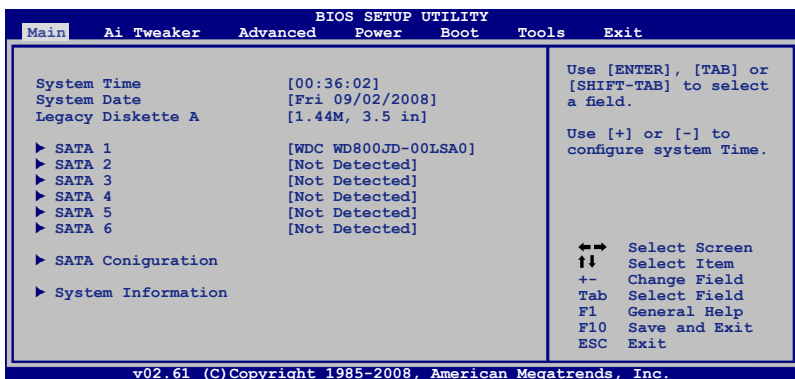 BIOS SETUP UTILITY
Main Ai Tweaker Advanced Power Boot Tools Exit
System Time [00:36:02]
System Date [Fri 09/02/2008]
Legacy Diskette A [1.44M, 3.5 in]
SATA 1 [WDC WD800JD-00LSA0]
SATA 2 [Not Detected]
SATA 3 [Not Detected]
SATA 4 [Not Detected]
SATA 5 [Not Detected]
SATA 6 [Not Detected]
SATA Coniguration
System Information
Use [ENTER], [TAB] or
[SHIFT-TAB] to select
a field.
Use [+] or [-] to
configure system Time.
←→ Select Screen
↑↓ Select Item
+- Change Field
Tab Select Field
F1 General Help
F10 Save and Exit
ESC Exit
v02.61 (C)Copyright 1985-2008, American Megatrends, Inc.